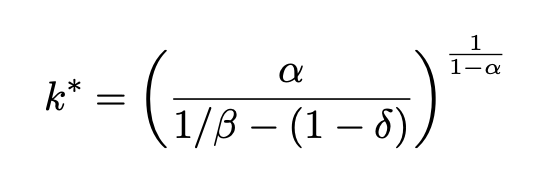 k* = ( α / (1/β − (1 − δ)) )^(1/(1−α))